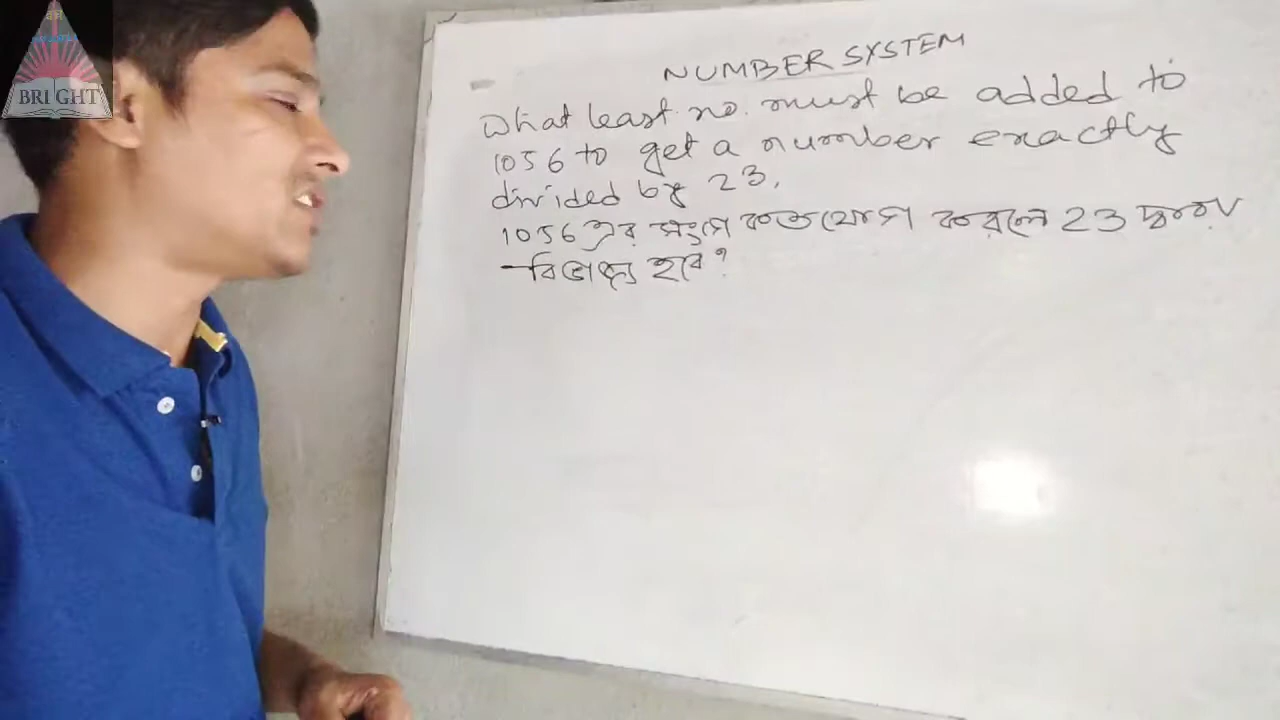 BRIGHT
NUMBER SYSTEM
What least no. must be added to
1056 to get a number exactly
divided by 23.
1056 এর সংগে কত যোগ করলে 23 দ্বারা
বিভাজ্য হবে?